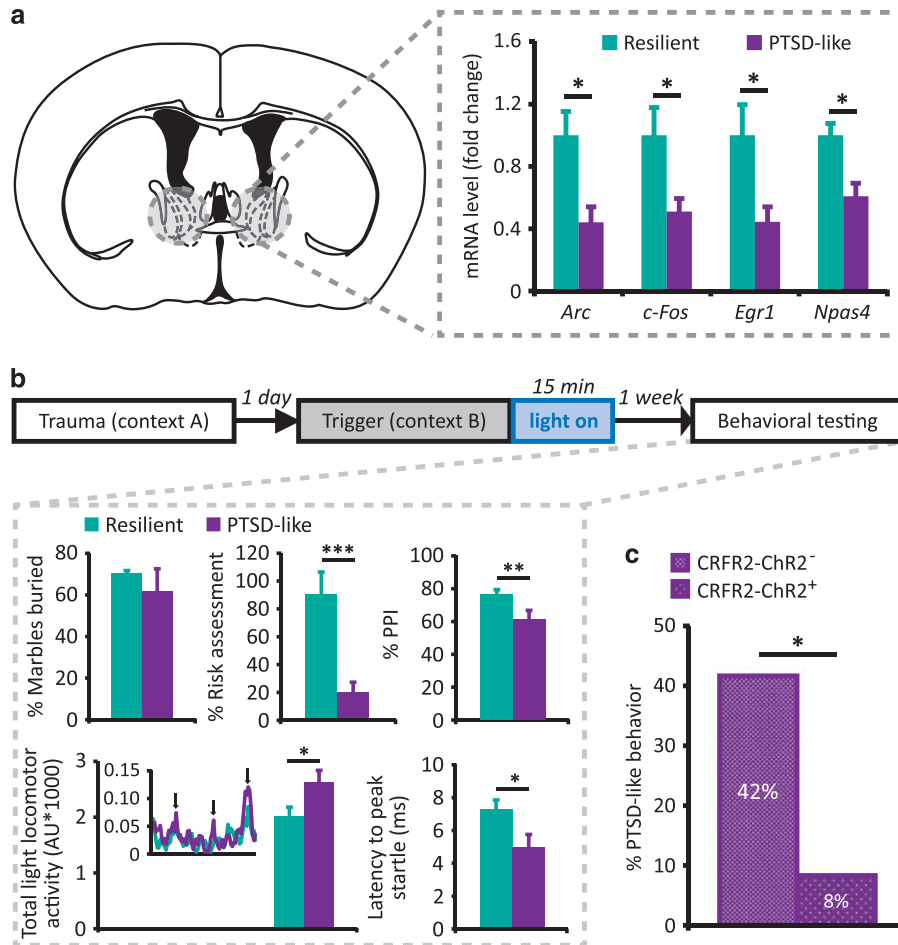 a
Resilient PTSD-like
mRNA level (fold change)
1.6
1.2
0.8
0.4
0
* * * *
Arc c-Fos Egr1 Npas4
b
Trauma (context A) 1 day Trigger (context B) 15 min light on 1 week Behavioral testing
Resilient PTSD-like
% Marbles buried
80
60
40
20
0
% Risk assessment
120
100
80
60
40
20
0
***
% PPI
100
80
60
40
20
0
**
Total light locomotor
activity (AU*1000)
3
2
1
0
0.15
0.10
0.05
0
*
Latency to peak
startle (ms)
10
8
6
4
2
0
*
c
CRFR2-ChR2⁻
CRFR2-ChR2⁺
% PTSD-like behavior
50
40
30
20
10
0
*
42%
8%